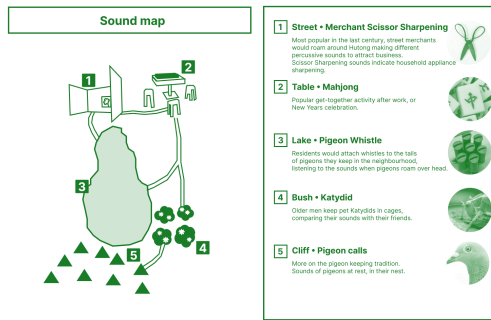 Sound map
1
2
3
4
5
1 Street • Merchant Scissor Sharpening
Most popular in the last century, street merchants
would roam around Hutong making different
percussive sounds to attract business.
Scissor Sharpening sounds indicate household appliance
sharpening.
2 Table • Mahjong
Popular get-together activity after work, or
New Years celebration.
3 Lake • Pigeon Whistle
Residents would attach whistles to the tails
of pigeons they keep in the neighbourhood,
listening to the sounds when pigeons roam over head.
4 Bush • Katydid
Older men keep pet Katydids in cages,
comparing their sounds with their friends.
5 Cliff • Pigeon calls
More on the pigeon keeping tradition.
Sounds of pigeons at rest, in their nest.